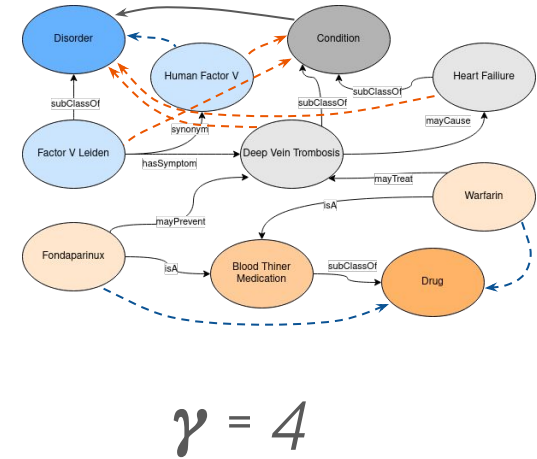 Disorder
Condition
Human Factor V
Heart Failiure
subClassOf
subClassOf
subClassOf
synonym
mayCause
Factor V Leiden
hasSymptom
Deep Vein Trombosis
mayTreat
isA
Warfarin
mayPrevent
Fondaparinux
isA
Blood Thiner
Medication
subClassOf
Drug
γ = 4